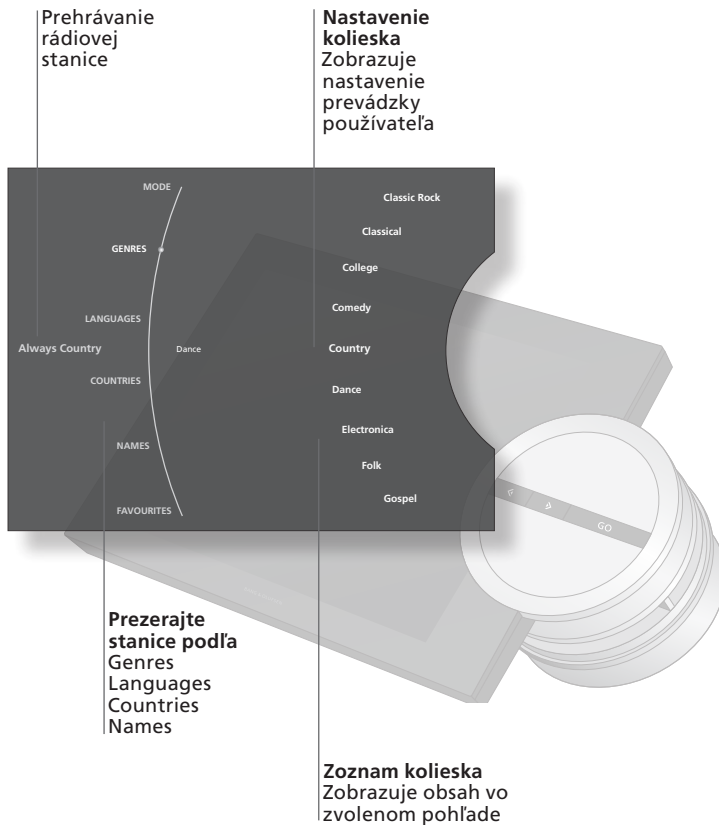 Prehrávanie
rádiovej
stanice
Nastavenie
kolieska
Zobrazuje
nastavenie
prevádzky
používateľa
MODE
GENRES
LANGUAGES
Always Country
COUNTRIES
NAMES
FAVOURITES
Dance
Classic Rock
Classical
College
Comedy
Country
Dance
Electronica
Folk
Gospel
GO
Prezerajte
stanice podľa
Genres
Languages
Countries
Names
Zoznam kolieska
Zobrazuje obsah vo
zvolenom pohľade